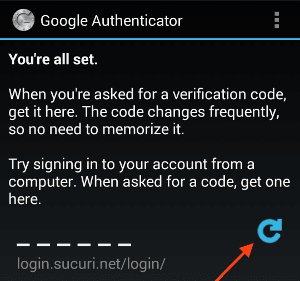 Google Authenticator
You're all set.
When you're asked for a verification code,
get it here. The code changes frequently,
so no need to memorize it.
Try signing in to your account from a
computer. When asked for a code, get one
here.
_ _ _ _ _ _
login.sucuri.net/login/